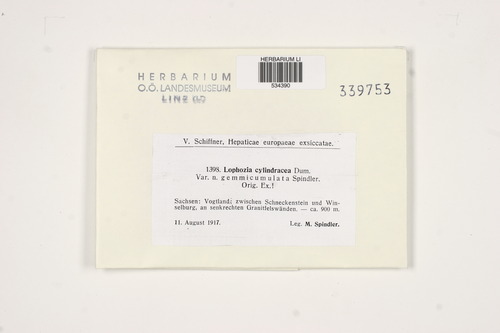 HERBARIUM
O.Ö. LANDESMUSEUM
LINZ
HERBARIUM LI
534390
339753
V. Schiffner, Hepaticae europaeae exsiccatae.
1398. Lophozia cylindracea Dum.
Var. n. gemmicumulata Spindler.
Orig. Ex.!
Sachsen: Vogtland; zwischen Schneckenstein und Win-
selburg, an senkrechten Granitfelswänden. — ca. 900 m.
11. August 1917.
Leg. M. Spindler.